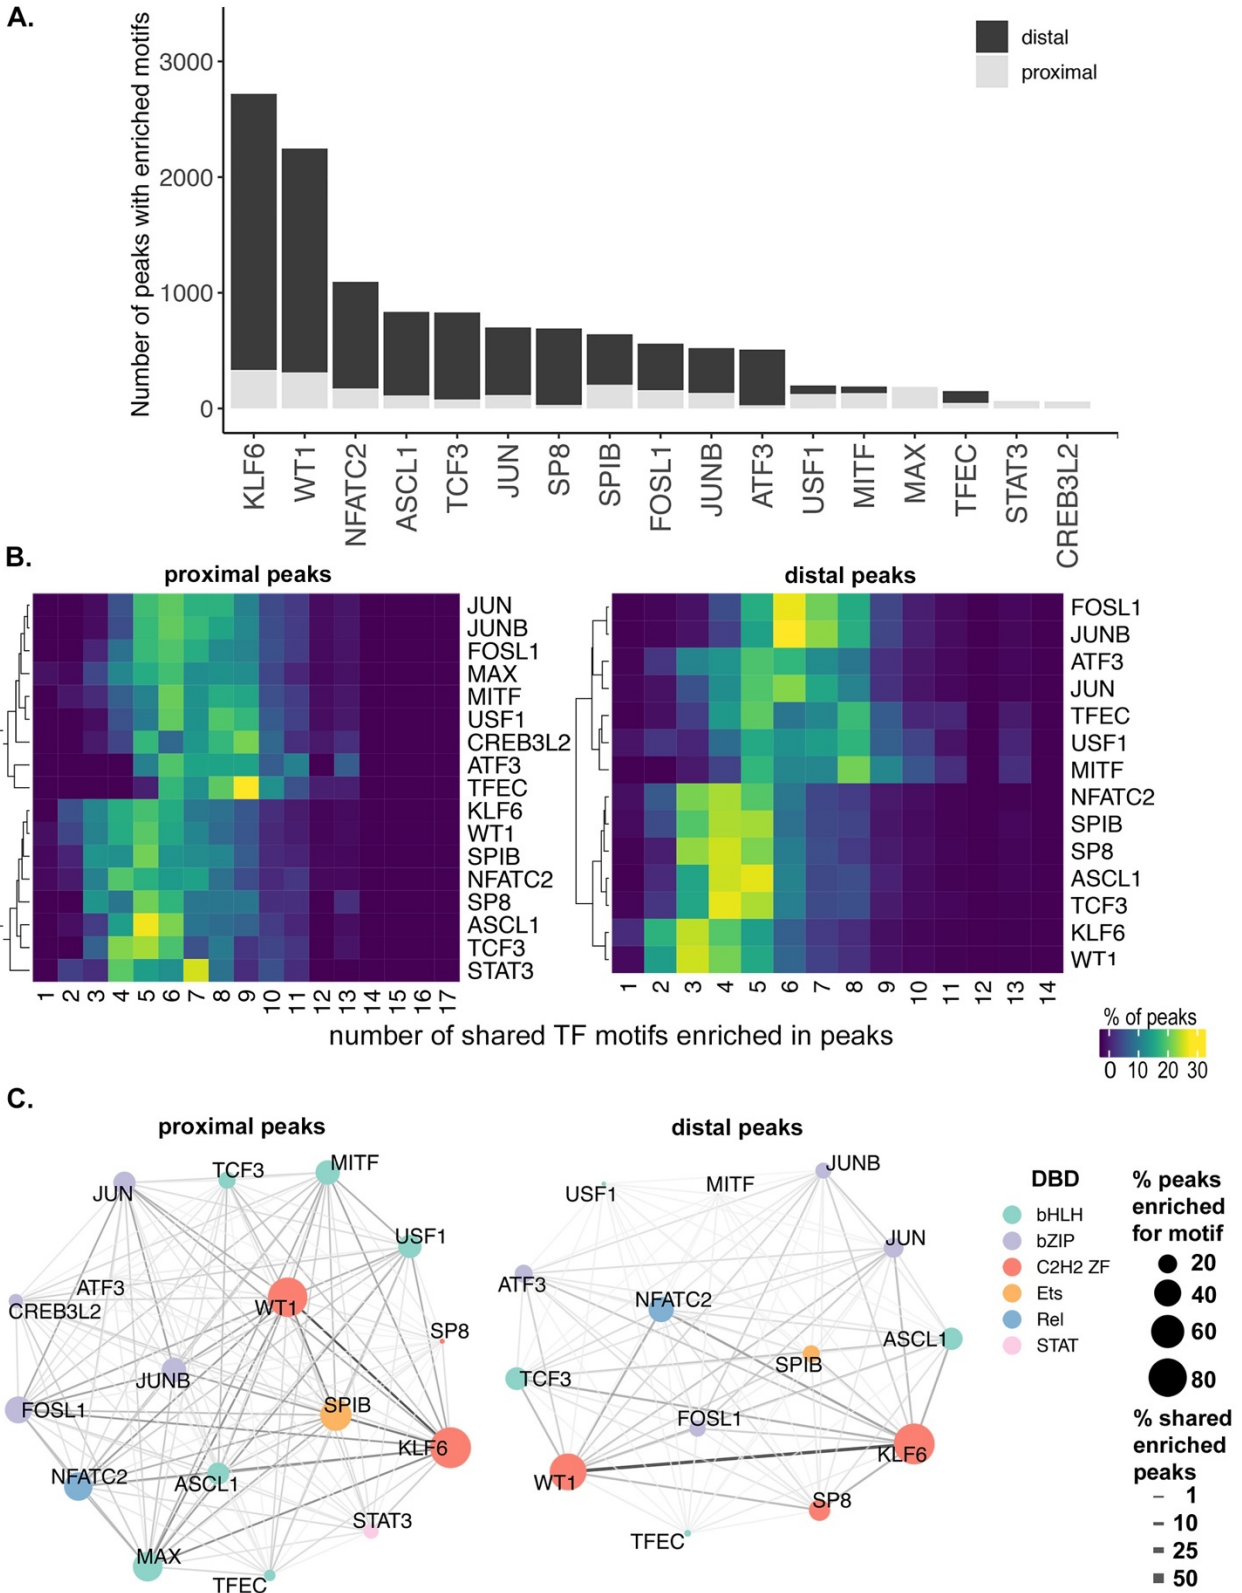 A.
Number of peaks with enriched motifs
3000
2000
1000
0
distal
proximal
KLF6
WT1
NFATC2
ASCL1
TCF3
JUN
SP8
SPIB
FOSL1
JUNB
ATF3
USF1
MITF
MAX
TFEC
STAT3
CREB3L2
B.
proximal peaks
JUN
JUNB
FOSL1
MAX
MITF
USF1
CREB3L2
ATF3
TFEC
KLF6
WT1
SPIB
NFATC2
SP8
ASCL1
TCF3
STAT3
1 2 3 4 5 6 7 8 9 10 11 12 13 14 15 16 17
distal peaks
FOSL1
JUNB
ATF3
JUN
TFEC
USF1
MITF
NFATC2
SPIB
SP8
ASCL1
TCF3
KLF6
WT1
1 2 3 4 5 6 7 8 9 10 11 12 13 14
number of shared TF motifs enriched in peaks
% of peaks
0 10 20 30
C.
proximal peaks
TCF3
MITF
JUN
USF1
ATF3
CREB3L2
WT1
SP8
JUNB
SPIB
FOSL1
KLF6
NFATC2
ASCL1
STAT3
MAX
TFEC
distal peaks
JUNB
USF1
MITF
JUN
ATF3
NFATC2
ASCL1
SPIB
TCF3
FOSL1
KLF6
WT1
SP8
TFEC
DBD
bHLH
bZIP
C2H2 ZF
Ets
Rel
STAT
% peaks
enriched
for motif
20
40
60
80
% shared
enriched
peaks
1
10
25
50